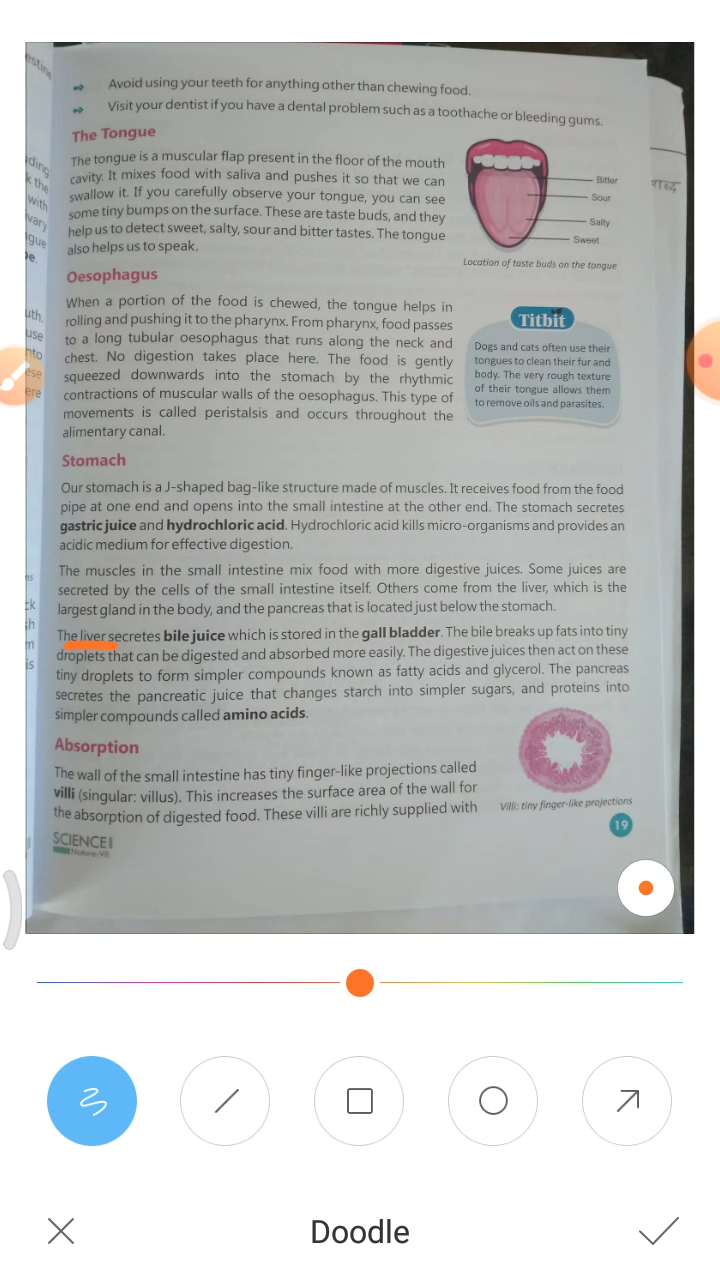 Avoid using your teeth for anything other than chewing food.
Visit your dentist if you have a dental problem such as a toothache or bleeding gums.
The Tongue
The tongue is a muscular flap present in the floor of the mouth
cavity. It mixes food with saliva and pushes it so that we can
swallow it. If you carefully observe your tongue, you can see
some tiny bumps on the surface. These are taste buds, and they
help us to detect sweet, salty, sour and bitter tastes. The tongue
also helps us to speak.
Bitter
Sour
Salty
Sweet
Location of taste buds on the tongue
शब्द
Oesophagus
When a portion of the food is chewed, the tongue helps in
rolling and pushing it to the pharynx. From pharynx, food passes
to a long tubular oesophagus that runs along the neck and
chest. No digestion takes place here. The food is gently
squeezed downwards into the stomach by the rhythmic
contractions of muscular walls of the oesophagus. This type of
movements is called peristalsis and occurs throughout the
alimentary canal.
Titbit
Dogs and cats often use their
tongues to clean their fur and
body. The very rough texture
of their tongue allows them
to remove oils and parasites.
Stomach
Our stomach is a J-shaped bag-like structure made of muscles. It receives food from the food
pipe at one end and opens into the small intestine at the other end. The stomach secretes
gastric juice and hydrochloric acid. Hydrochloric acid kills micro-organisms and provides an
acidic medium for effective digestion.
The muscles in the small intestine mix food with more digestive juices. Some juices are
secreted by the cells of the small intestine itself. Others come from the liver, which is the
largest gland in the body, and the pancreas that is located just below the stomach.
The liver secretes bile juice which is stored in the gall bladder. The bile breaks up fats into tiny
droplets that can be digested and absorbed more easily. The digestive juices then act on these
tiny droplets to form simpler compounds known as fatty acids and glycerol. The pancreas
secretes the pancreatic juice that changes starch into simpler sugars, and proteins into
simpler compounds called amino acids.
Absorption
The wall of the small intestine has tiny finger-like projections called
villi (singular: villus). This increases the surface area of the wall for
the absorption of digested food. These villi are richly supplied with
Villi: tiny finger-like projections
19
SCIENCE
Nature-VII
Doodle